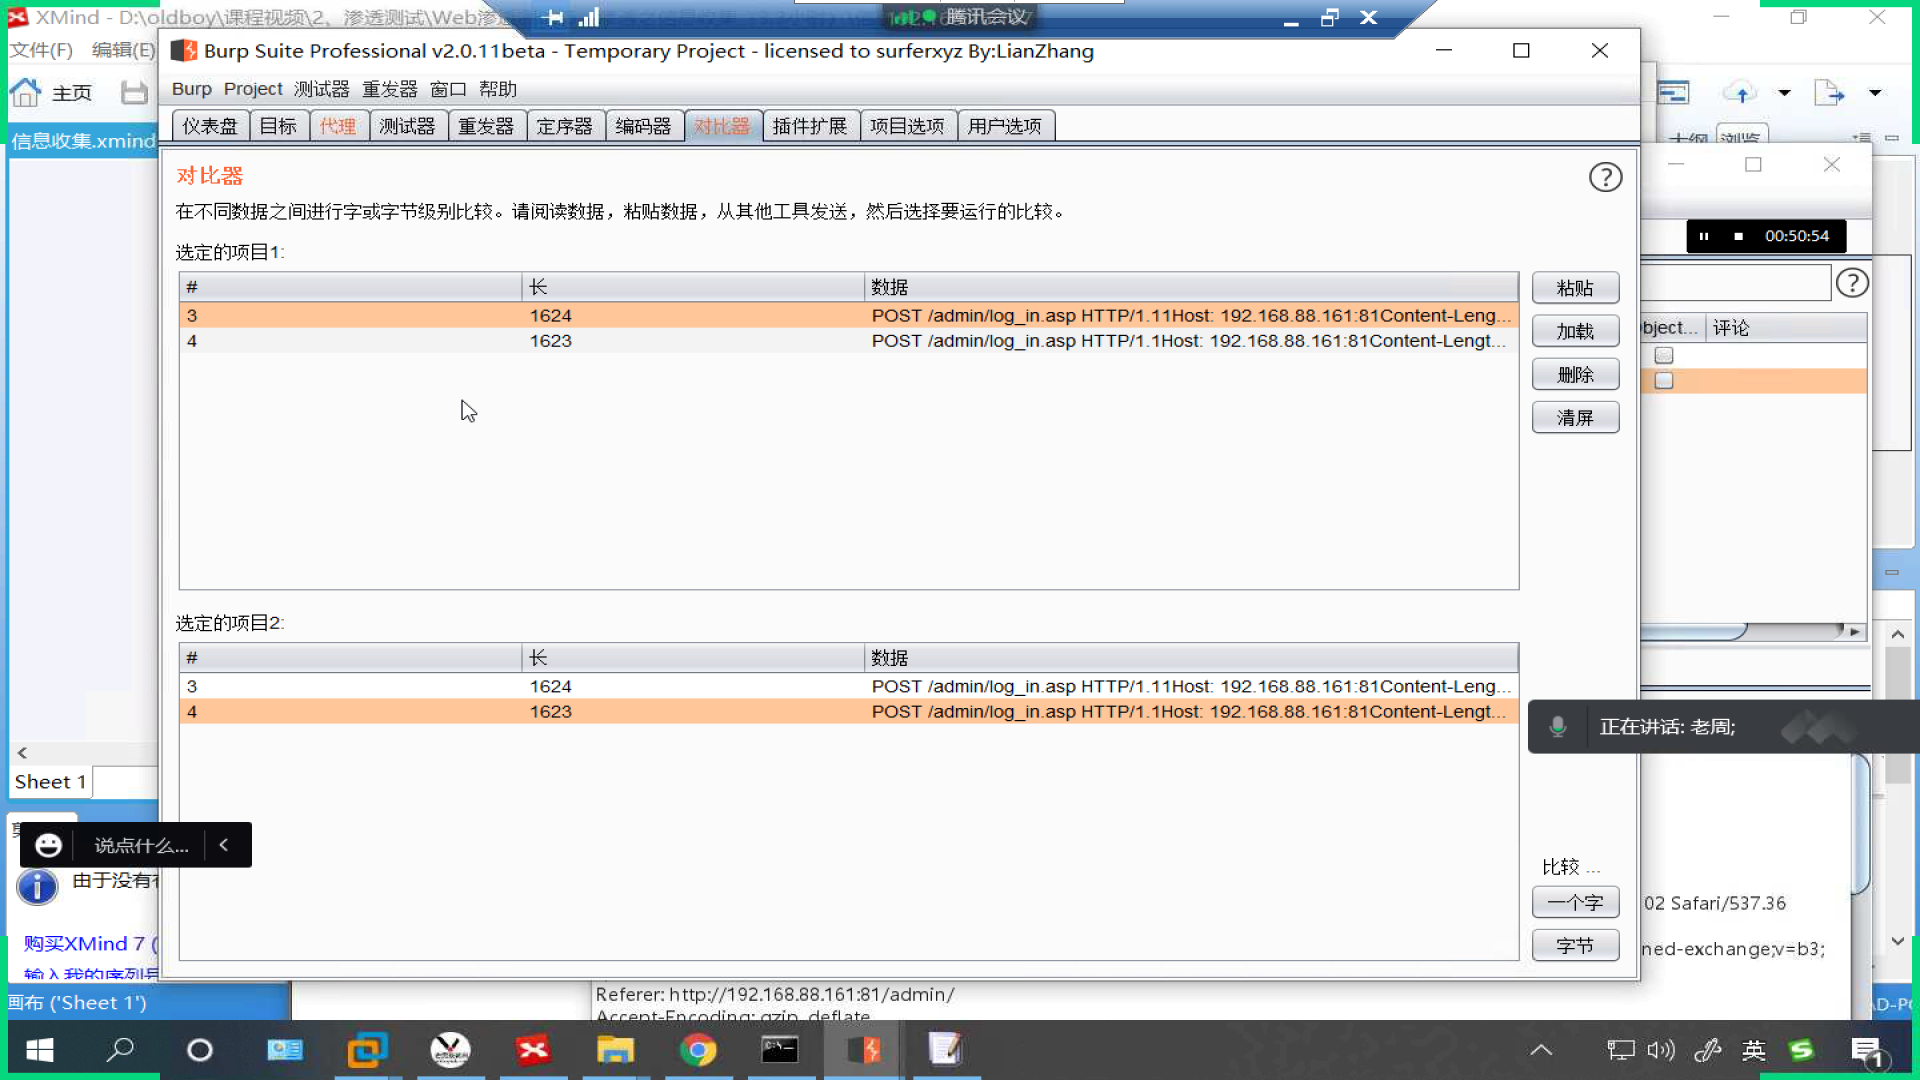 XMind - D:\oldboy\课程视频\2、渗透测试\Web渗透
腾讯会议
文件(F) 编辑(E)
主页
信息收集.xmind
Burp Suite Professional v2.0.11beta - Temporary Project - licensed to surferxyz By:LianZhang
Burp Project 测试器 重发器 窗口 帮助
仪表盘 目标 代理 测试器 重发器 定序器 编码器 对比器 插件扩展 项目选项 用户选项
大纲 浏览
对比器
在不同数据之间进行字或字节级别比较。请阅读数据，粘贴数据，从其他工具发送，然后选择要运行的比较。
00:50:54
选定的项目1:
# 长 数据
3 1624 POST /admin/log_in.asp HTTP/1.11Host: 192.168.88.161:81Content-Leng...
4 1623 POST /admin/log_in.asp HTTP/1.1Host: 192.168.88.161:81Content-Lengt...
粘贴
加载
删除
清屏
bject... 评论
选定的项目2:
# 长 数据
3 1624 POST /admin/log_in.asp HTTP/1.11Host: 192.168.88.161:81Content-Leng...
4 1623 POST /admin/log_in.asp HTTP/1.1Host: 192.168.88.161:81Content-Lengt...
正在讲话: 老周;
Sheet 1
说点什么...
由于没有
比较 ...
一个字
字节
02 Safari/537.36
ned-exchange;v=b3;
购买XMind 7 (
输入我的序列号
画布 ('Sheet 1')
Referer: http://192.168.88.161:81/admin/
Accept-Encoding: gzip, deflate
AD-PC
英
1